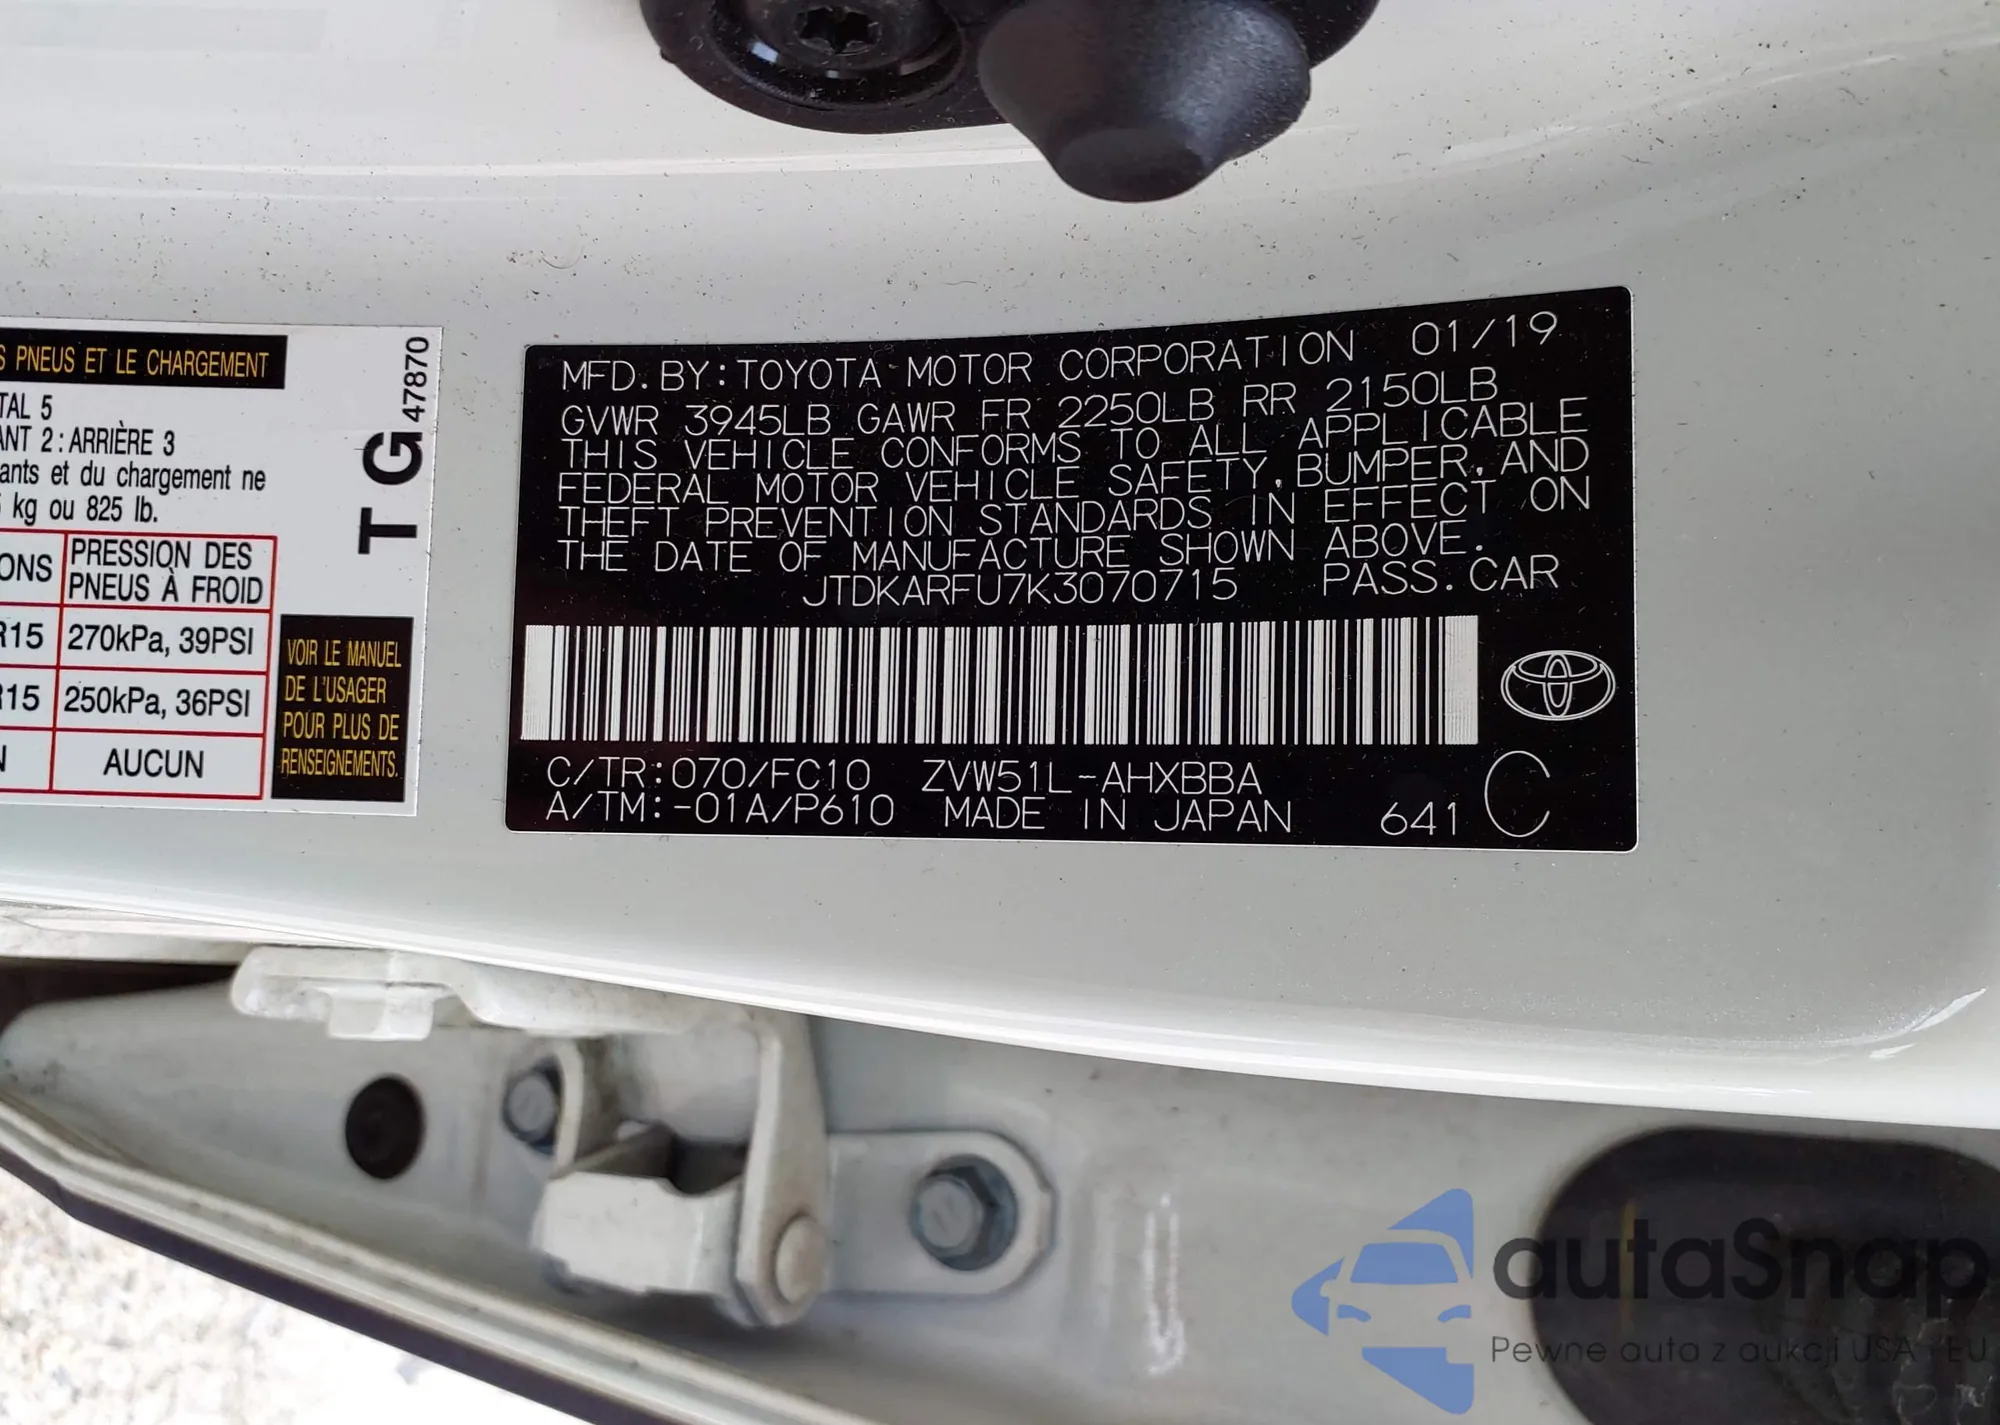 S PNEUS ET LE CHARGEMENT
TAL 5
ANT 2 : ARRIÈRE 3
ants et du chargement ne
kg ou 825 lb.
ONS PRESSION DES PNEUS À FROID
R15 270kPa, 39PSI
R15 250kPa, 36PSI
N AUCUN
VOIR LE MANUEL
DE L'USAGER
POUR PLUS DE
RENSEIGNEMENTS.
T G 47870
MFD. BY: TOYOTA MOTOR CORPORATION 01/19
GVWR 3945LB GAWR FR 2250LB RR 2150LB
THIS VEHICLE CONFORMS TO ALL APPLICABLE
FEDERAL MOTOR VEHICLE SAFETY, BUMPER, AND
THEFT PREVENTION STANDARDS IN EFFECT ON
THE DATE OF MANUFACTURE SHOWN ABOVE.
JTDKARFU7K3070715 PASS. CAR
C/TR: 070/FC10 ZVW51L-AHXBBA
A/TM: -01A/P610 MADE IN JAPAN 641 C
autaSnap
Pewne auta z aukcji USA EU